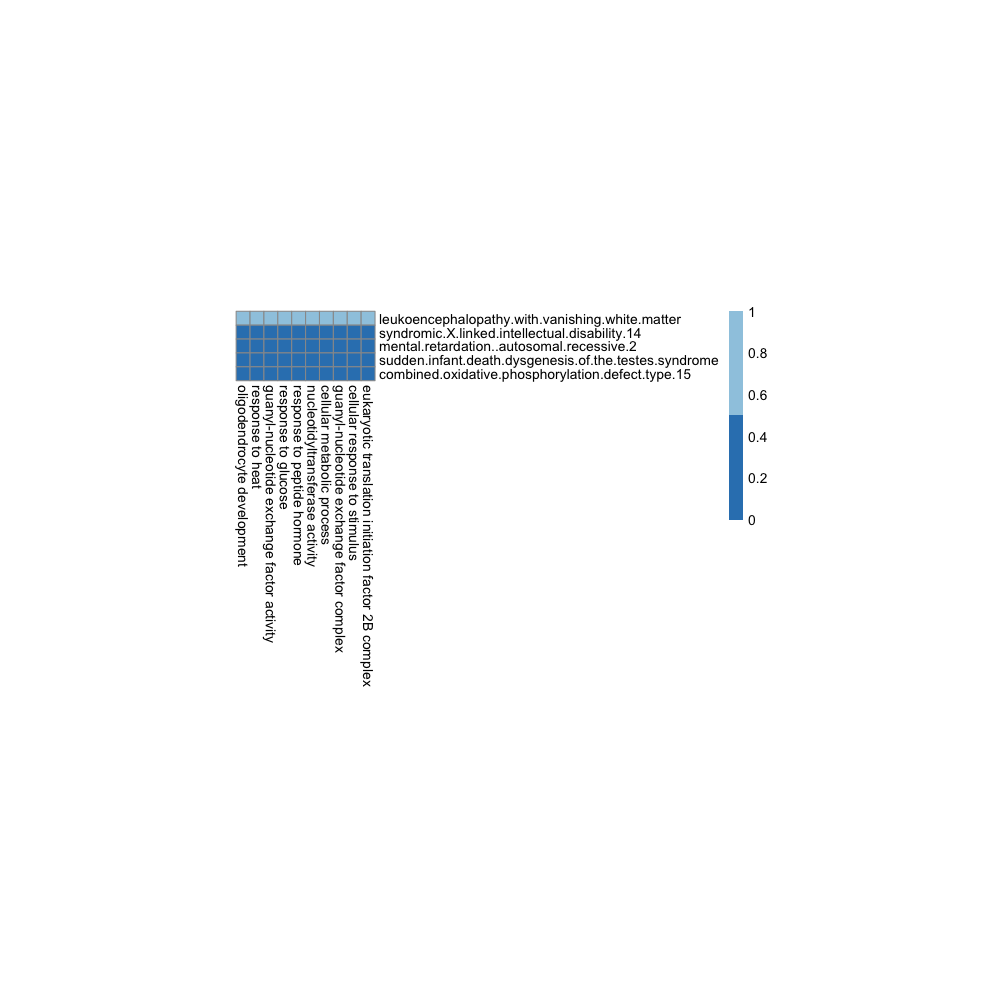 leukoencephalopathy.with.vanishing.white.matter
syndromic.X.linked.intellectual.disability.14
mental.retardation..autosomal.recessive.2
sudden.infant.death.dysgenesis.of.the.testes.syndrome
combined.oxidative.phosphorylation.defect.type.15
oligodendrocyte development
response to heat
guanyl-nucleotide exchange factor activity
response to glucose
response to peptide hormone
nucleotidyltransferase activity
cellular metabolic process
guanyl-nucleotide exchange factor complex
cellular response to stimulus
eukaryotic translation initiation factor 2B complex
1
0.8
0.6
0.4
0.2
0